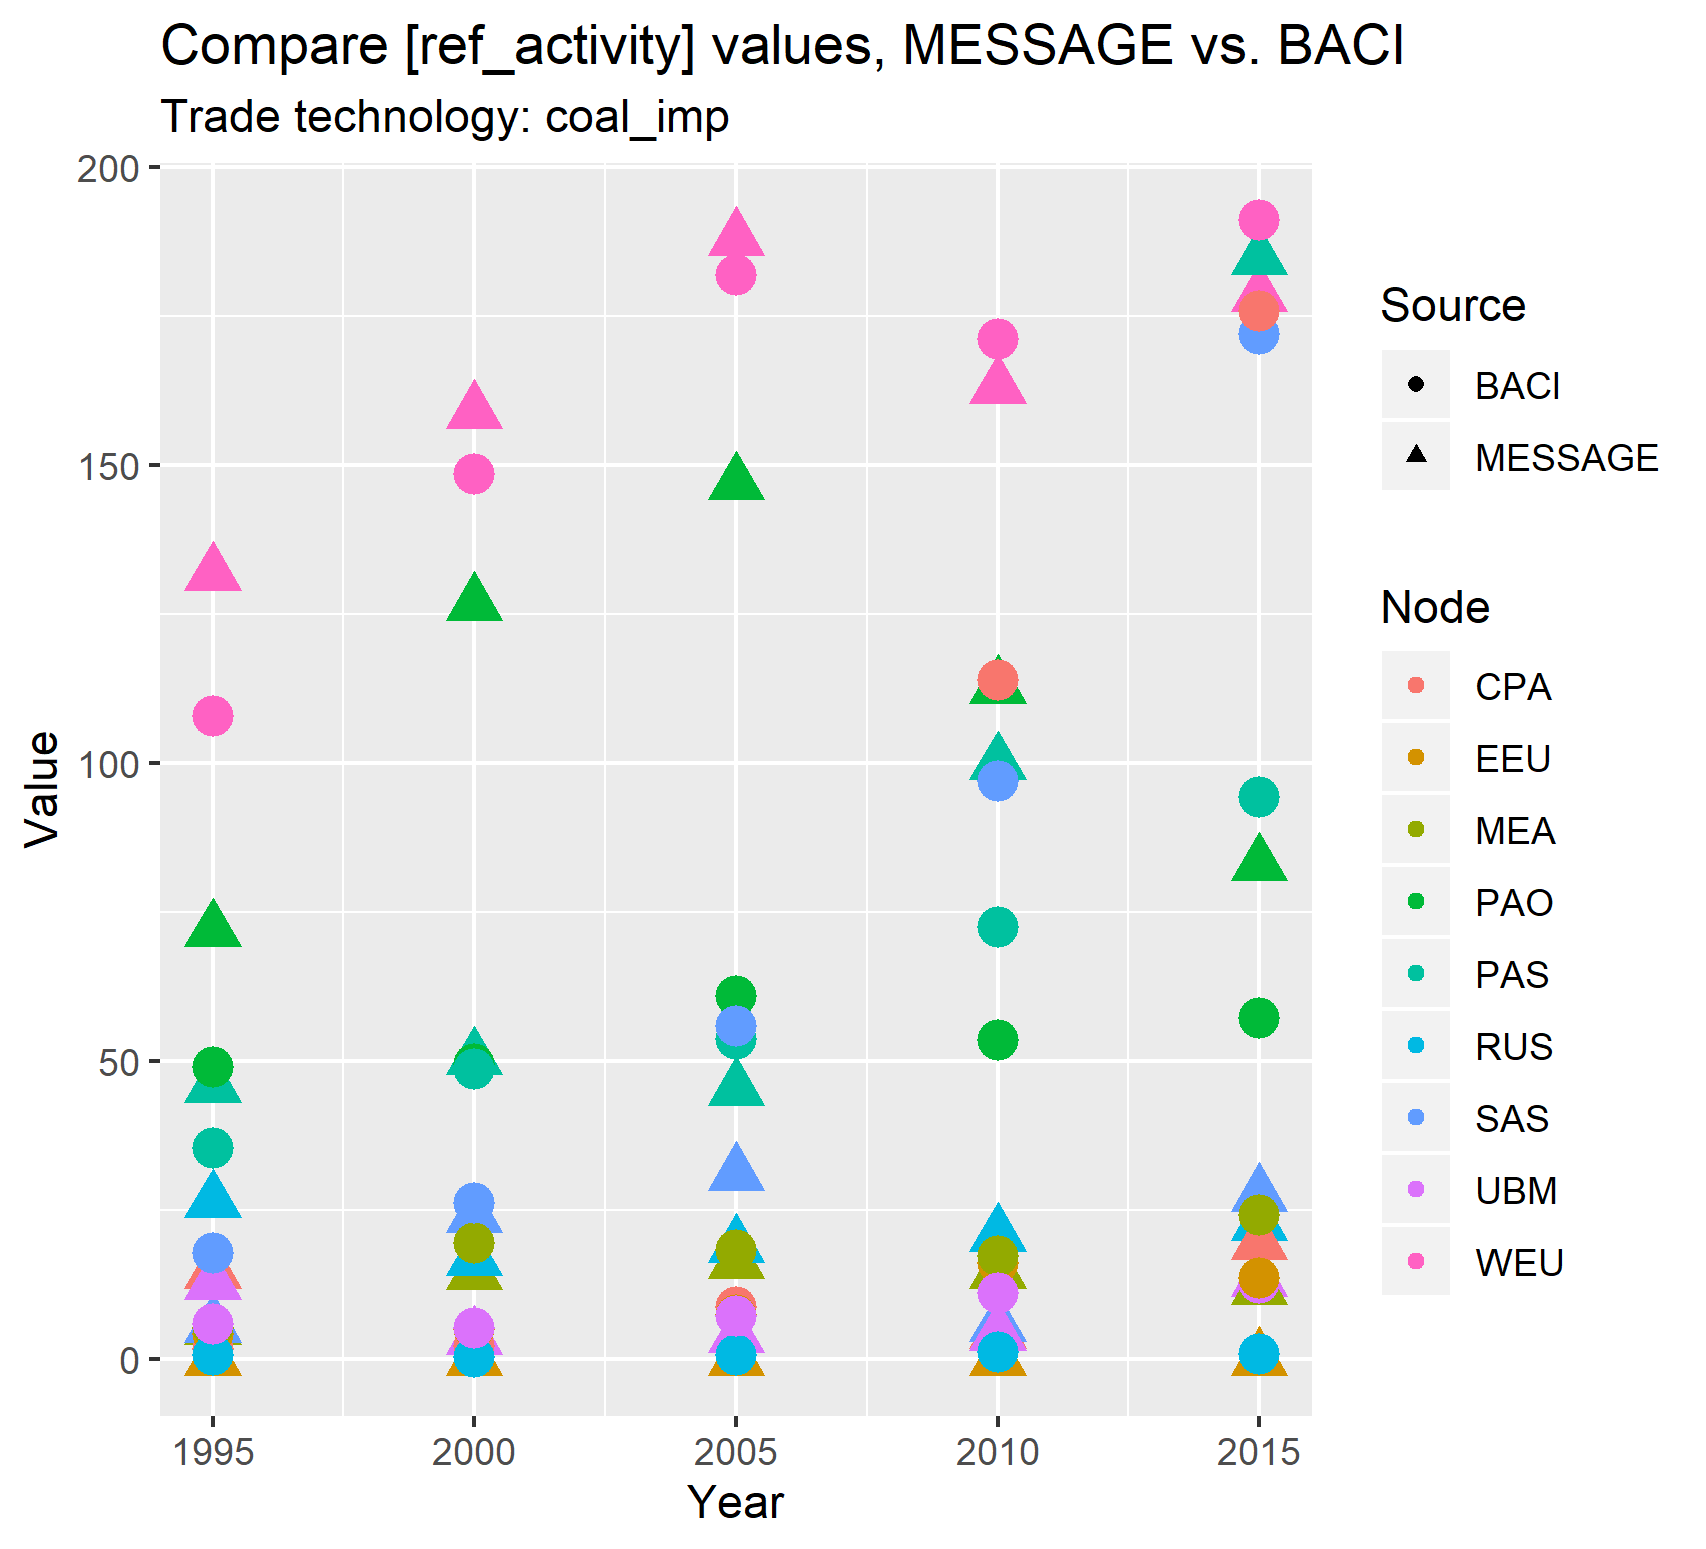 Compare [ref_activity] values, MESSAGE vs. BACI
Trade technology: coal_imp
200
150
100
50
0
Value
1995 2000 2005 2010 2015
Year
Source
BACI
MESSAGE
Node
CPA
EEU
MEA
PAO
PAS
RUS
SAS
UBM
WEU